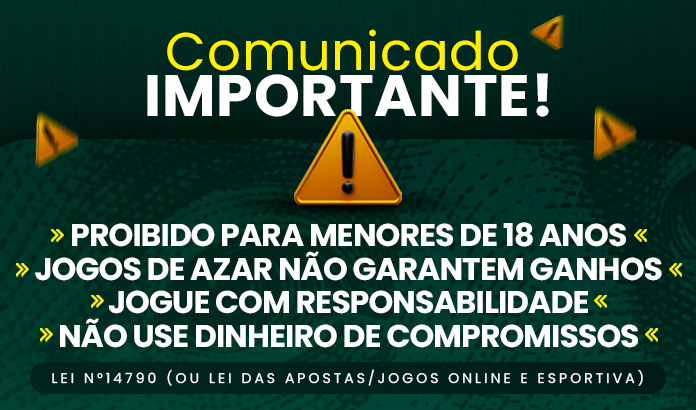 Comunicado
IMPORTANTE!
» PROIBIDO PARA MENORES DE 18 ANOS «
» JOGOS DE AZAR NÃO GARANTEM GANHOS «
» JOGUE COM RESPONSABILIDADE «
» NÃO USE DINHEIRO DE COMPROMISSOS «
LEI Nº14790 (OU LEI DAS APOSTAS/JOGOS ONLINE E ESPORTIVA)